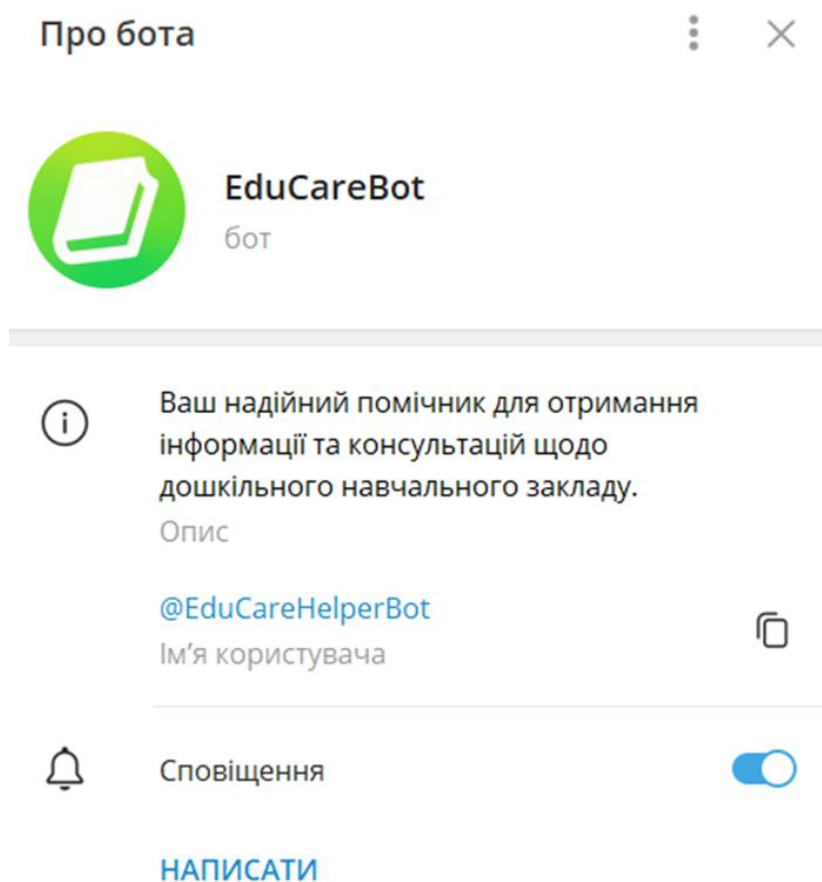 Про бота
EduCareBot
бот
Ваш надійний помічник для отримання
інформації та консультацій щодо
дошкільного навчального закладу.
Опис
@EduCareHelperBot
Ім’я користувача
Сповіщення
НАПИСАТИ